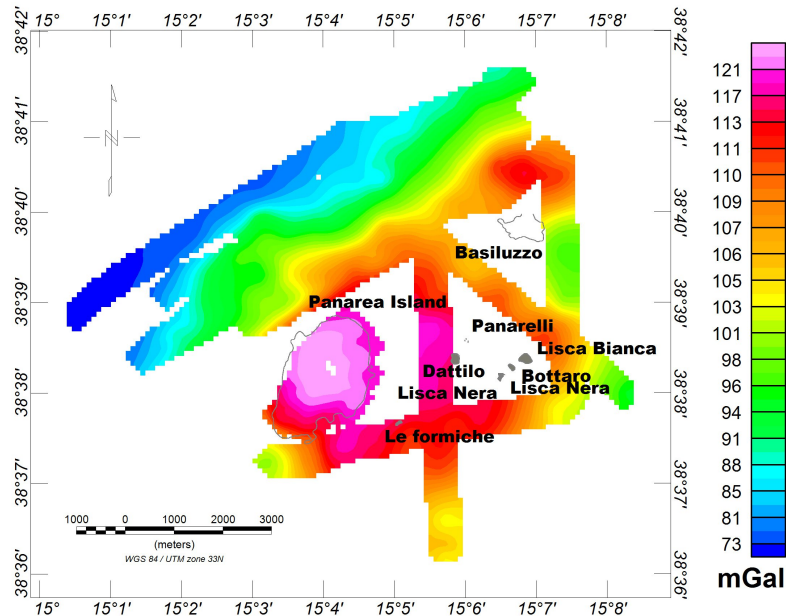 15° 15°1' 15°2' 15°3' 15°4' 15°5' 15°6' 15°7' 15°8'
38°42' 38°42'
38°41' 38°41'
38°40' 38°40'
38°39' 38°39'
38°38' 38°38'
38°37' 38°37'
38°36' 38°36'
N
Basiluzzo
Panarea Island
Panarelli
Lisca Bianca
Dattilo
Bottaro
Lisca Nera
Lisca Nera
Le formiche
1000 0 1000 2000 3000
(meters)
WGS 84 / UTM zone 33N
15° 15°1' 15°2' 15°3' 15°4' 15°5' 15°6' 15°7' 15°8'
121
117
113
111
110
109
107
106
105
103
101
98
96
94
91
88
85
81
73
mGal